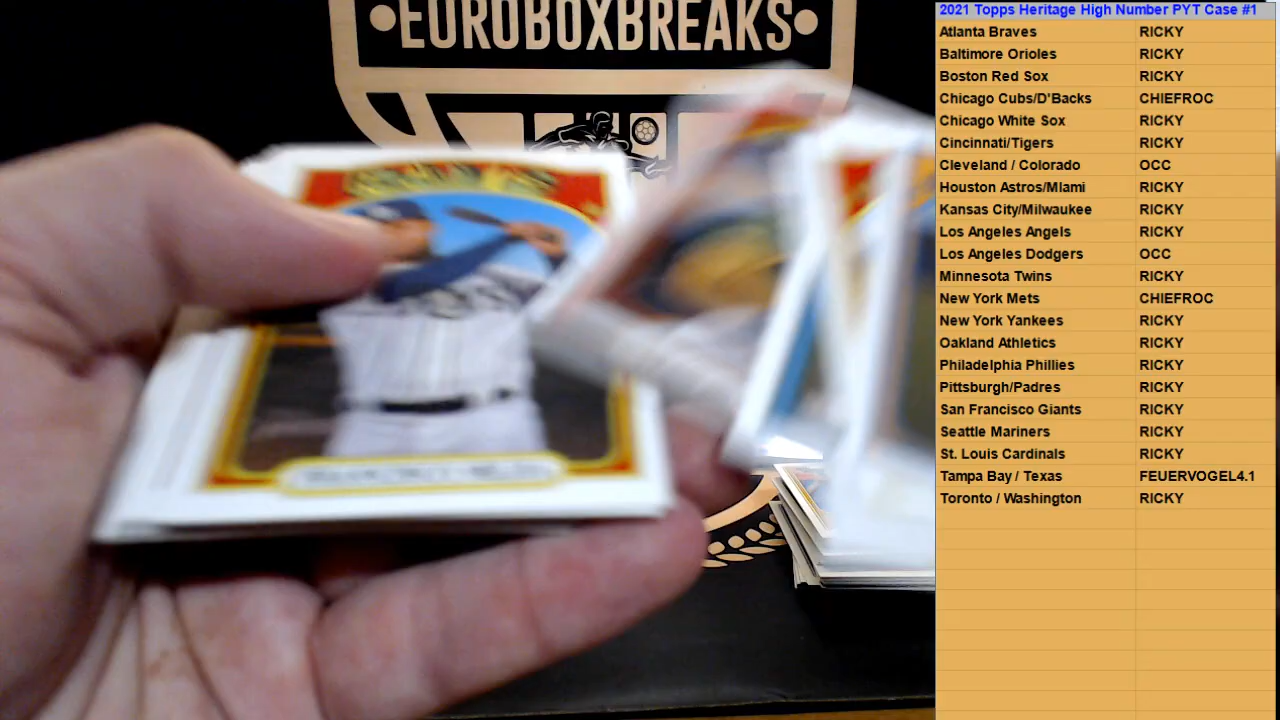 EUROBOXBREAKS
2021 Topps Heritage High Number PYT Case #1
Atlanta Braves RICKY
Baltimore Orioles RICKY
Boston Red Sox RICKY
Chicago Cubs/D'Backs CHIEFROC
Chicago White Sox RICKY
Cincinnati/Tigers RICKY
Cleveland / Colorado OCC
Houston Astros/MIami RICKY
Kansas City/Milwaukee RICKY
Los Angeles Angels RICKY
Los Angeles Dodgers OCC
Minnesota Twins RICKY
New York Mets CHIEFROC
New York Yankees RICKY
Oakland Athletics RICKY
Philadelphia Phillies RICKY
Pittsburgh/Padres RICKY
San Francisco Giants RICKY
Seattle Mariners RICKY
St. Louis Cardinals RICKY
Tampa Bay / Texas FEUERVOGEL4.1
Toronto / Washington RICKY